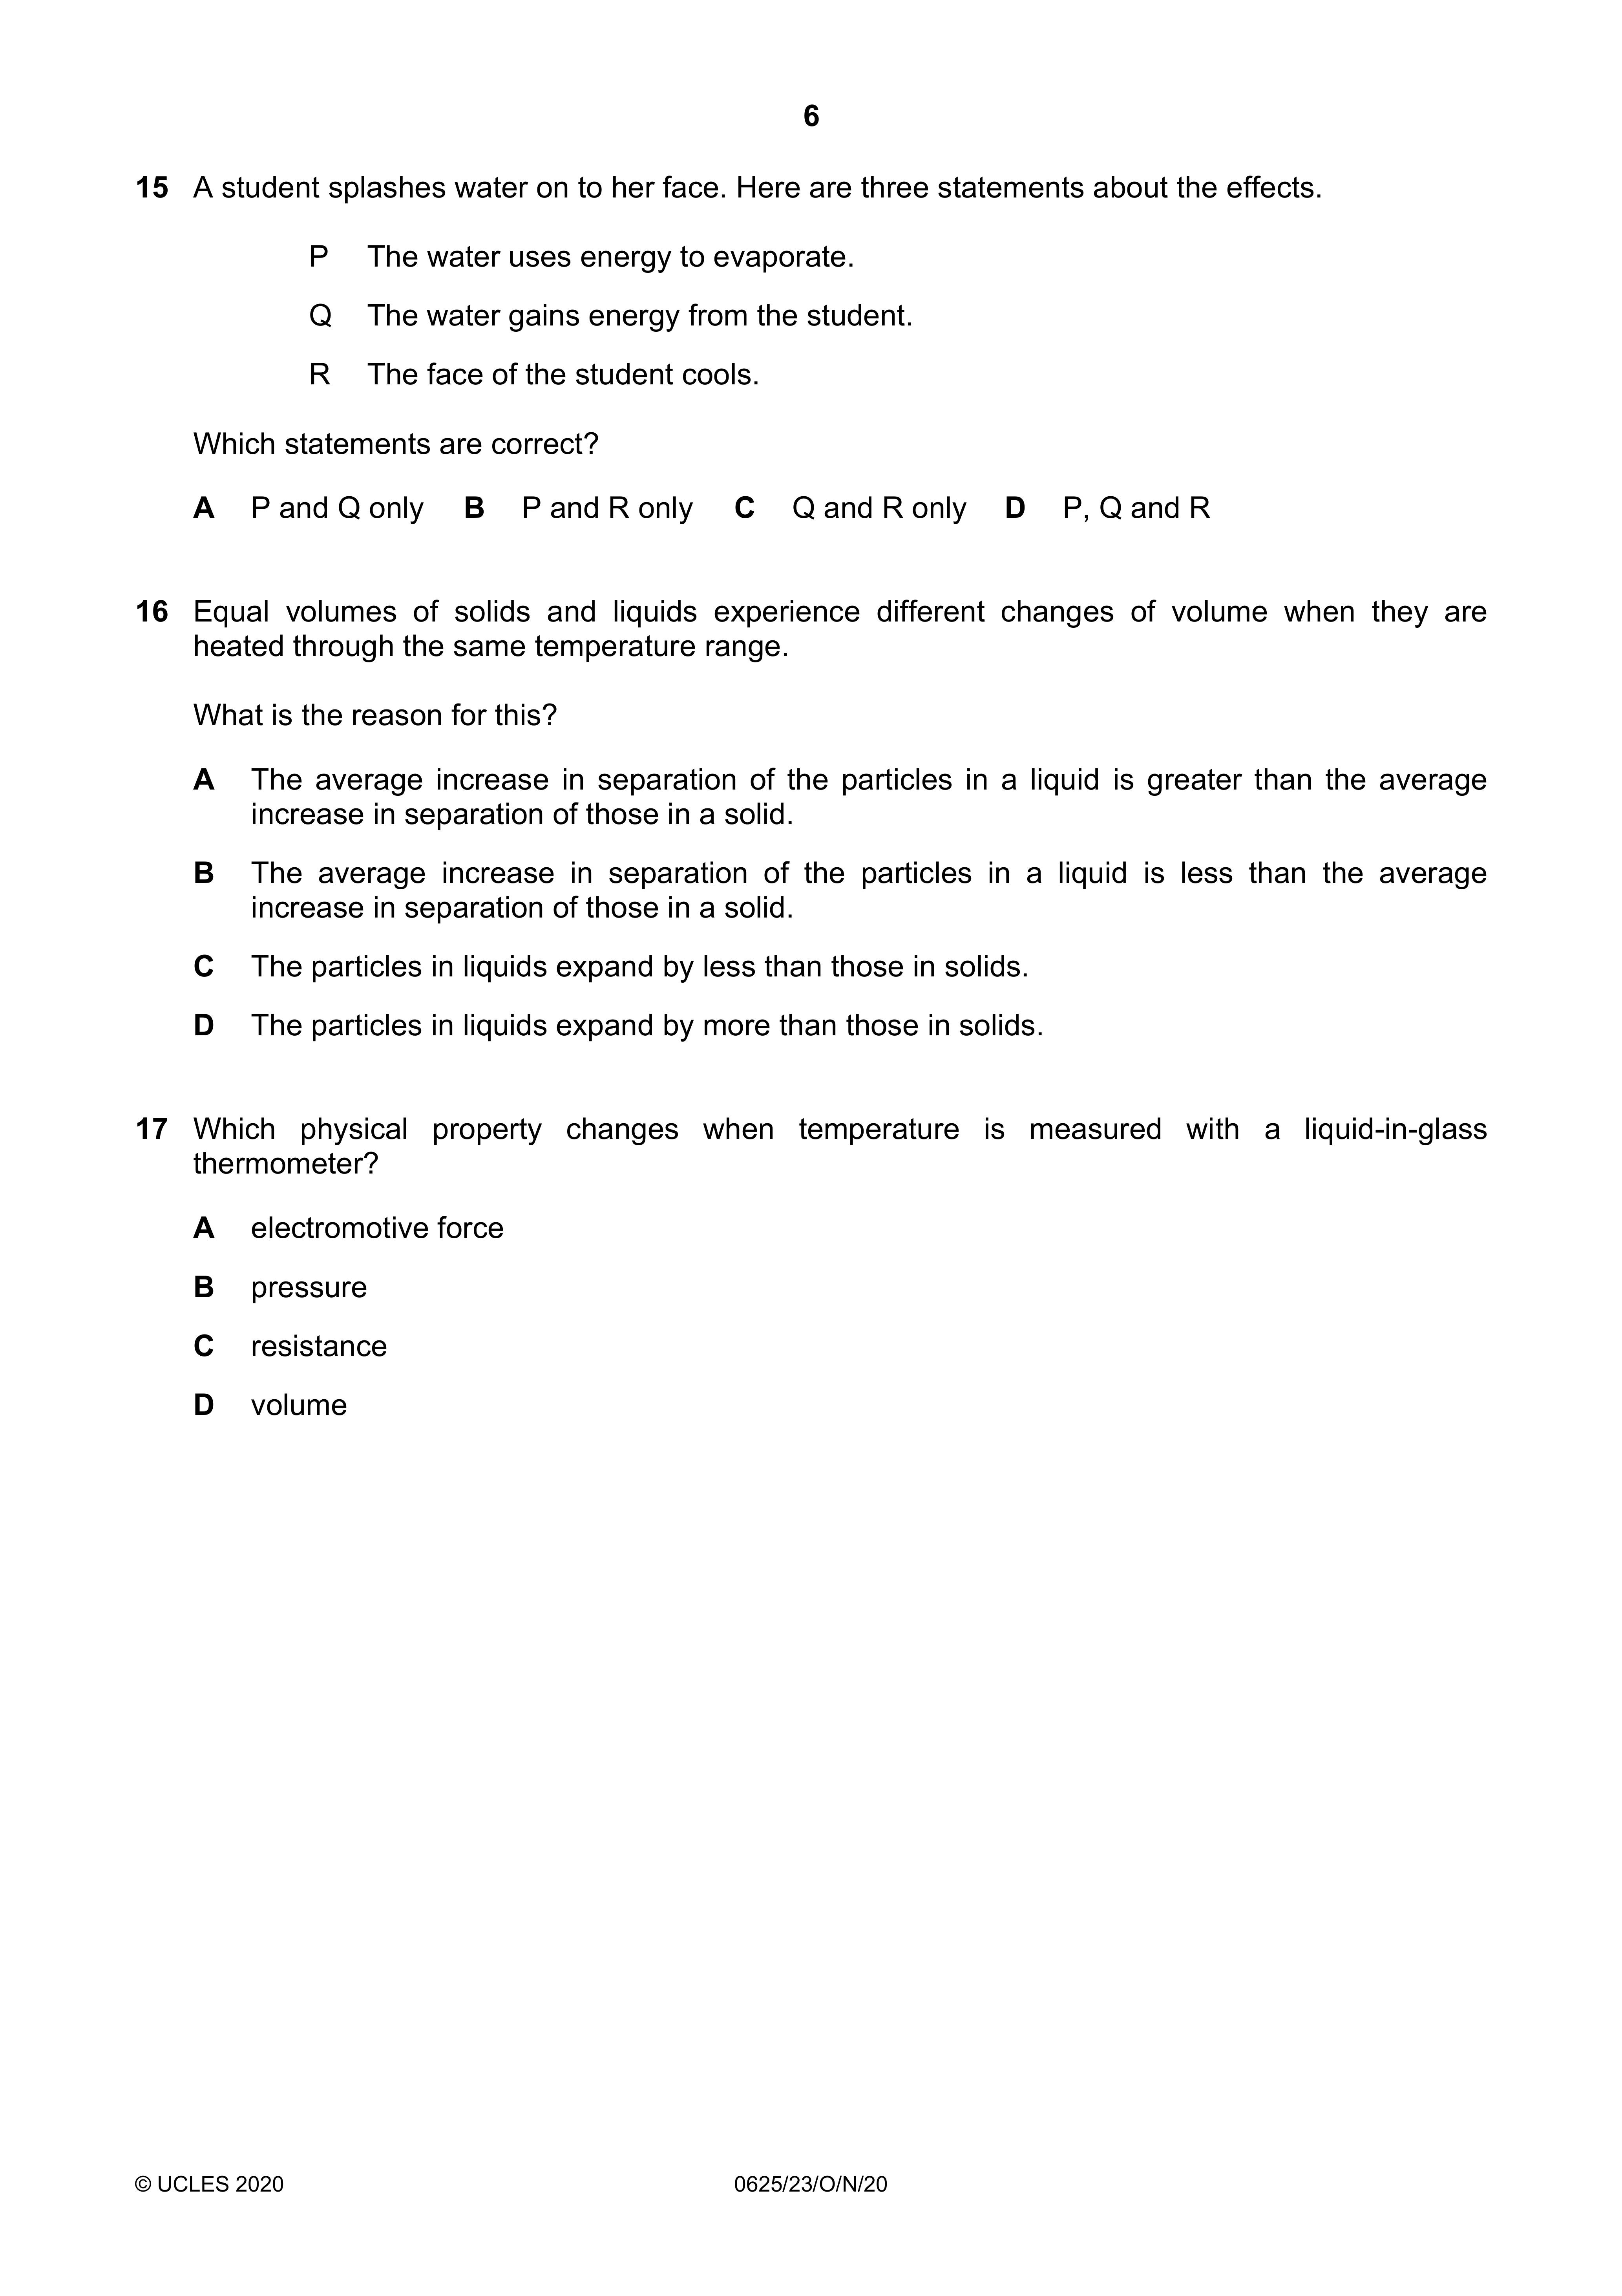 6
15 A student splashes water on to her face. Here are three statements about the effects.
P The water uses energy to evaporate.
Q The water gains energy from the student.
R The face of the student cools.
Which statements are correct?
A P and Q only B P and R only C Q and R only D P, Q and R
16 Equal volumes of solids and liquids experience different changes of volume when they are
heated through the same temperature range.
What is the reason for this?
A The average increase in separation of the particles in a liquid is greater than the average
increase in separation of those in a solid.
B The average increase in separation of the particles in a liquid is less than the average
increase in separation of those in a solid.
C The particles in liquids expand by less than those in solids.
D The particles in liquids expand by more than those in solids.
17 Which physical property changes when temperature is measured with a liquid-in-glass
thermometer?
A electromotive force
B pressure
C resistance
D volume
© UCLES 2020 0625/23/O/N/20